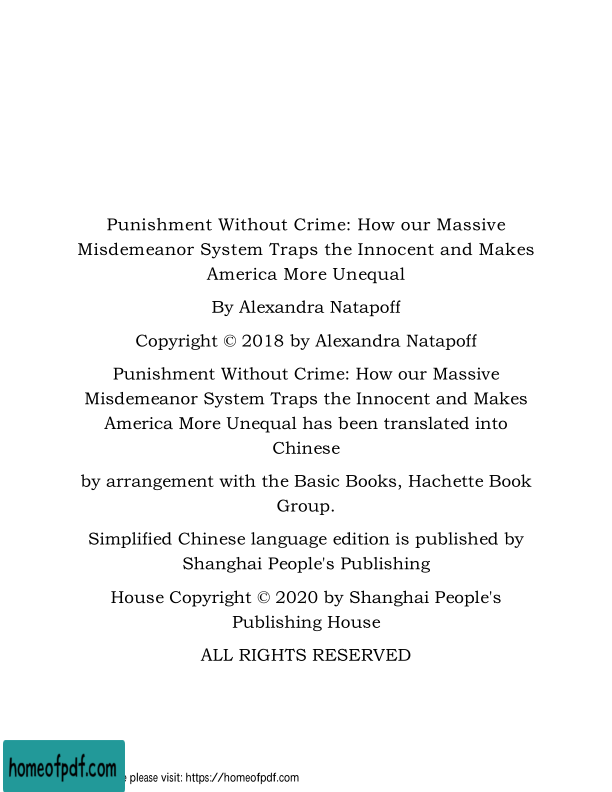 Punishment Without Crime: How our Massive
Misdemeanor System Traps the Innocent and Makes
America More Unequal
By Alexandra Natapoff
Copyright © 2018 by Alexandra Natapoff
Punishment Without Crime: How our Massive
Misdemeanor System Traps the Innocent and Makes
America More Unequal has been translated into
Chinese
by arrangement with the Basic Books, Hachette Book
Group.
Simplified Chinese language edition is published by
Shanghai People's Publishing
House Copyright © 2020 by Shanghai People's
Publishing House
ALL RIGHTS RESERVED
homeofpdf.com
please visit: https://homeofpdf.com